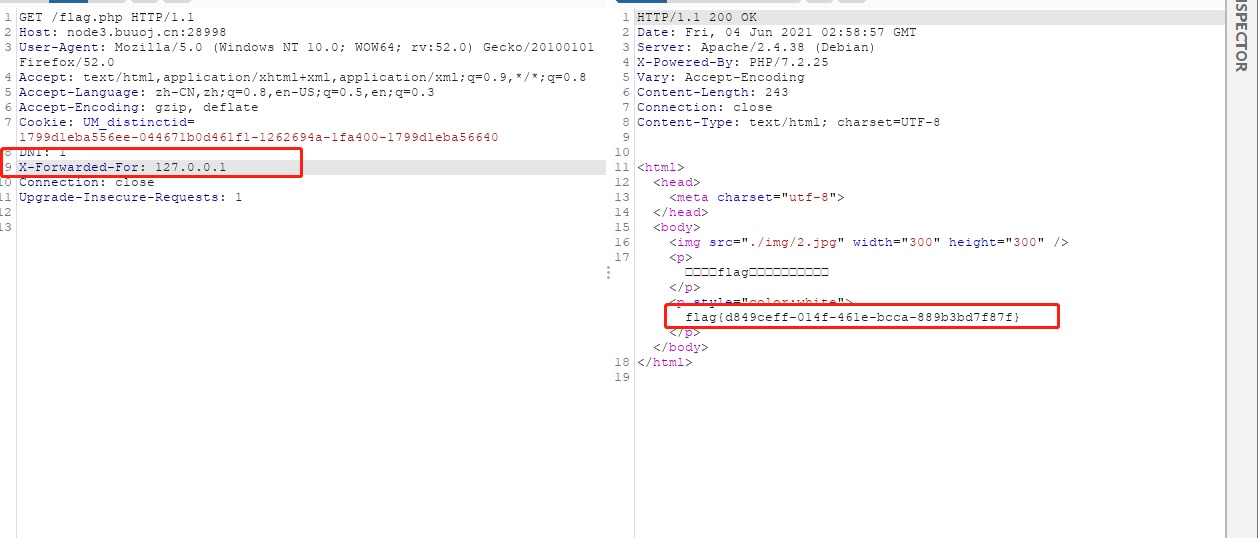 1 GET /flag.php HTTP/1.1
2 Host: node3.buuoj.cn:28998
3 User-Agent: Mozilla/5.0 (Windows NT 10.0; WOW64; rv:52.0) Gecko/20100101
Firefox/52.0
4 Accept: text/html,application/xhtml+xml,application/xml;q=0.9,*/*;q=0.8
5 Accept-Language: zh-CN,zh;q=0.8,en-US;q=0.5,en;q=0.3
6 Accept-Encoding: gzip, deflate
7 Cookie: UM_distinctid=
1799d1eba556ee-044671b0d461f1-1262694a-1fa400-1799d1eba56640
8 DNT: 1
9 X-Forwarded-For: 127.0.0.1
10 Connection: close
11 Upgrade-Insecure-Requests: 1
12
13
1 HTTP/1.1 200 OK
2 Date: Fri, 04 Jun 2021 02:58:57 GMT
3 Server: Apache/2.4.38 (Debian)
4 X-Powered-By: PHP/7.2.25
5 Vary: Accept-Encoding
6 Content-Length: 243
7 Connection: close
8 Content-Type: text/html; charset=UTF-8
9
10
11 <html>
12 <head>
13 <meta charset="utf-8">
14 </head>
15 <body>
16 <img src="./img/2.jpg" width="300" height="300" />
17 <p>
□□□□flag□□□□□□□□□□
</p>
<p style="color:white">
flag{d849ceff-014f-461e-bcca-889b3bd7f87f}
</p>
</body>
18 </html>
19
NSPECTOR